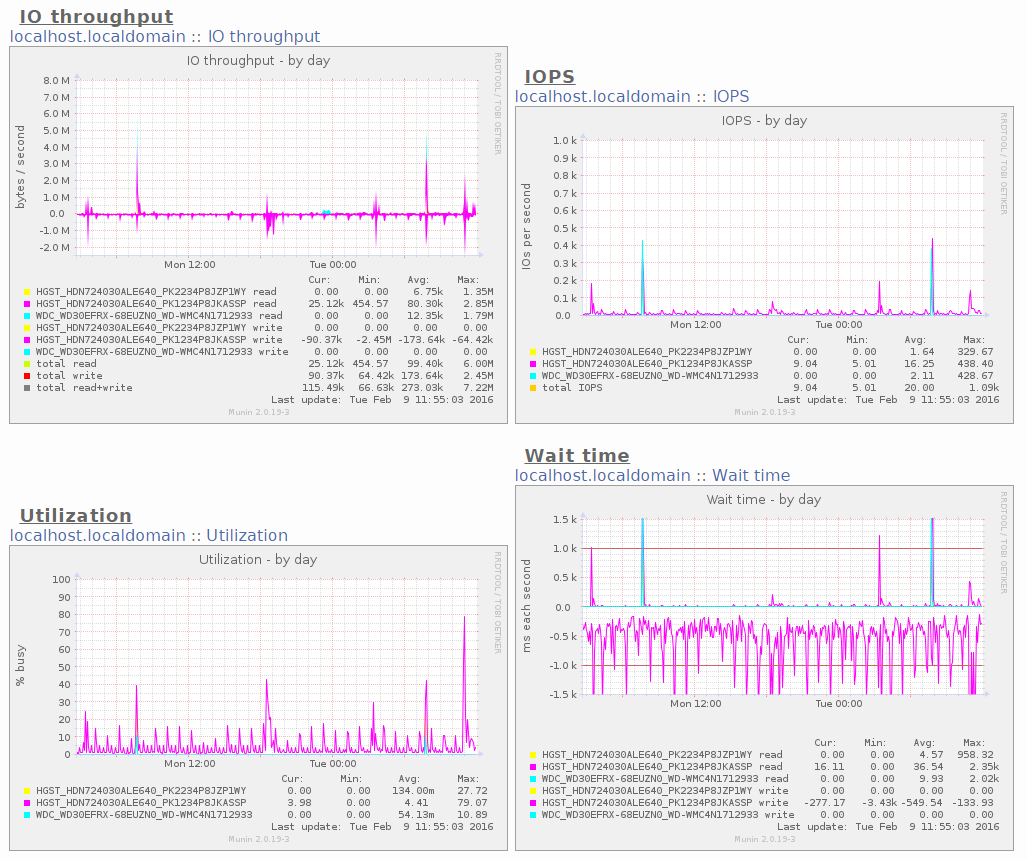 IO throughput
localhost.localdomain :: IO throughput
IO throughput - by day
RRDTOOL / TOBI OETIKER
bytes / second
8.0 M
7.0 M
6.0 M
5.0 M
4.0 M
3.0 M
2.0 M
1.0 M
0.0
-1.0 M
-2.0 M
Mon 12:00 Tue 00:00
Cur: Min: Avg: Max:
HGST_HDN724030ALE640_PK2234P8JZP1WY read 0.00 0.00 6.75k 1.35M
HGST_HDN724030ALE640_PK1234P8JKASSP read 25.12k 454.57 80.30k 2.85M
WDC_WD30EFRX-68EUZN0_WD-WMC4N1712933 read 0.00 0.00 12.35k 1.79M
HGST_HDN724030ALE640_PK2234P8JZP1WY write 0.00 0.00 0.00 0.00
HGST_HDN724030ALE640_PK1234P8JKASSP write -90.37k -2.45M -173.64k -64.42k
WDC_WD30EFRX-68EUZN0_WD-WMC4N1712933 write 0.00 0.00 0.00 0.00
total read 25.12k 454.57 99.40k 6.00M
total write 90.37k 64.42k 173.64k 2.45M
total read+write 115.49k 66.63k 273.03k 7.22M
Last update: Tue Feb 9 11:55:03 2016
Munin 2.0.19-3
IOPS
localhost.localdomain :: IOPS
IOPS - by day
RRDTOOL / TOBI OETIKER
IOs per second
1.0 k
0.9 k
0.8 k
0.7 k
0.6 k
0.5 k
0.4 k
0.3 k
0.2 k
0.1 k
0.0
Mon 12:00 Tue 00:00
Cur: Min: Avg: Max:
HGST_HDN724030ALE640_PK2234P8JZP1WY 0.00 0.00 1.64 329.67
HGST_HDN724030ALE640_PK1234P8JKASSP 9.04 5.01 16.25 438.40
WDC_WD30EFRX-68EUZN0_WD-WMC4N1712933 0.00 0.00 2.11 428.67
total IOPS 9.04 5.01 20.00 1.09k
Last update: Tue Feb 9 11:55:03 2016
Munin 2.0.19-3
Utilization
localhost.localdomain :: Utilization
Utilization - by day
RRDTOOL / TOBI OETIKER
% busy
100
90
80
70
60
50
40
30
20
10
0
Mon 12:00 Tue 00:00
Cur: Min: Avg: Max:
HGST_HDN724030ALE640_PK2234P8JZP1WY 0.00 0.00 134.00m 27.72
HGST_HDN724030ALE640_PK1234P8JKASSP 3.98 0.00 4.41 79.07
WDC_WD30EFRX-68EUZN0_WD-WMC4N1712933 0.00 0.00 54.13m 10.89
Last update: Tue Feb 9 11:55:03 2016
Munin 2.0.19-3
Wait time
localhost.localdomain :: Wait time
Wait time - by day
RRDTOOL / TOBI OETIKER
ms each second
1.5 k
1.0 k
0.5 k
0.0
-0.5 k
-1.0 k
-1.5 k
Mon 12:00 Tue 00:00
Cur: Min: Avg: Max:
HGST_HDN724030ALE640_PK2234P8JZP1WY read 0.00 0.00 4.57 958.32
HGST_HDN724030ALE640_PK1234P8JKASSP read 16.11 0.00 36.54 2.35k
WDC_WD30EFRX-68EUZN0_WD-WMC4N1712933 read 0.00 0.00 9.93 2.02k
HGST_HDN724030ALE640_PK2234P8JZP1WY write 0.00 0.00 0.00 0.00
HGST_HDN724030ALE640_PK1234P8JKASSP write -277.17 -3.43k -549.54 -133.93
WDC_WD30EFRX-68EUZN0_WD-WMC4N1712933 write 0.00 0.00 0.00 0.00
Last update: Tue Feb 9 11:55:03 2016
Munin 2.0.19-3